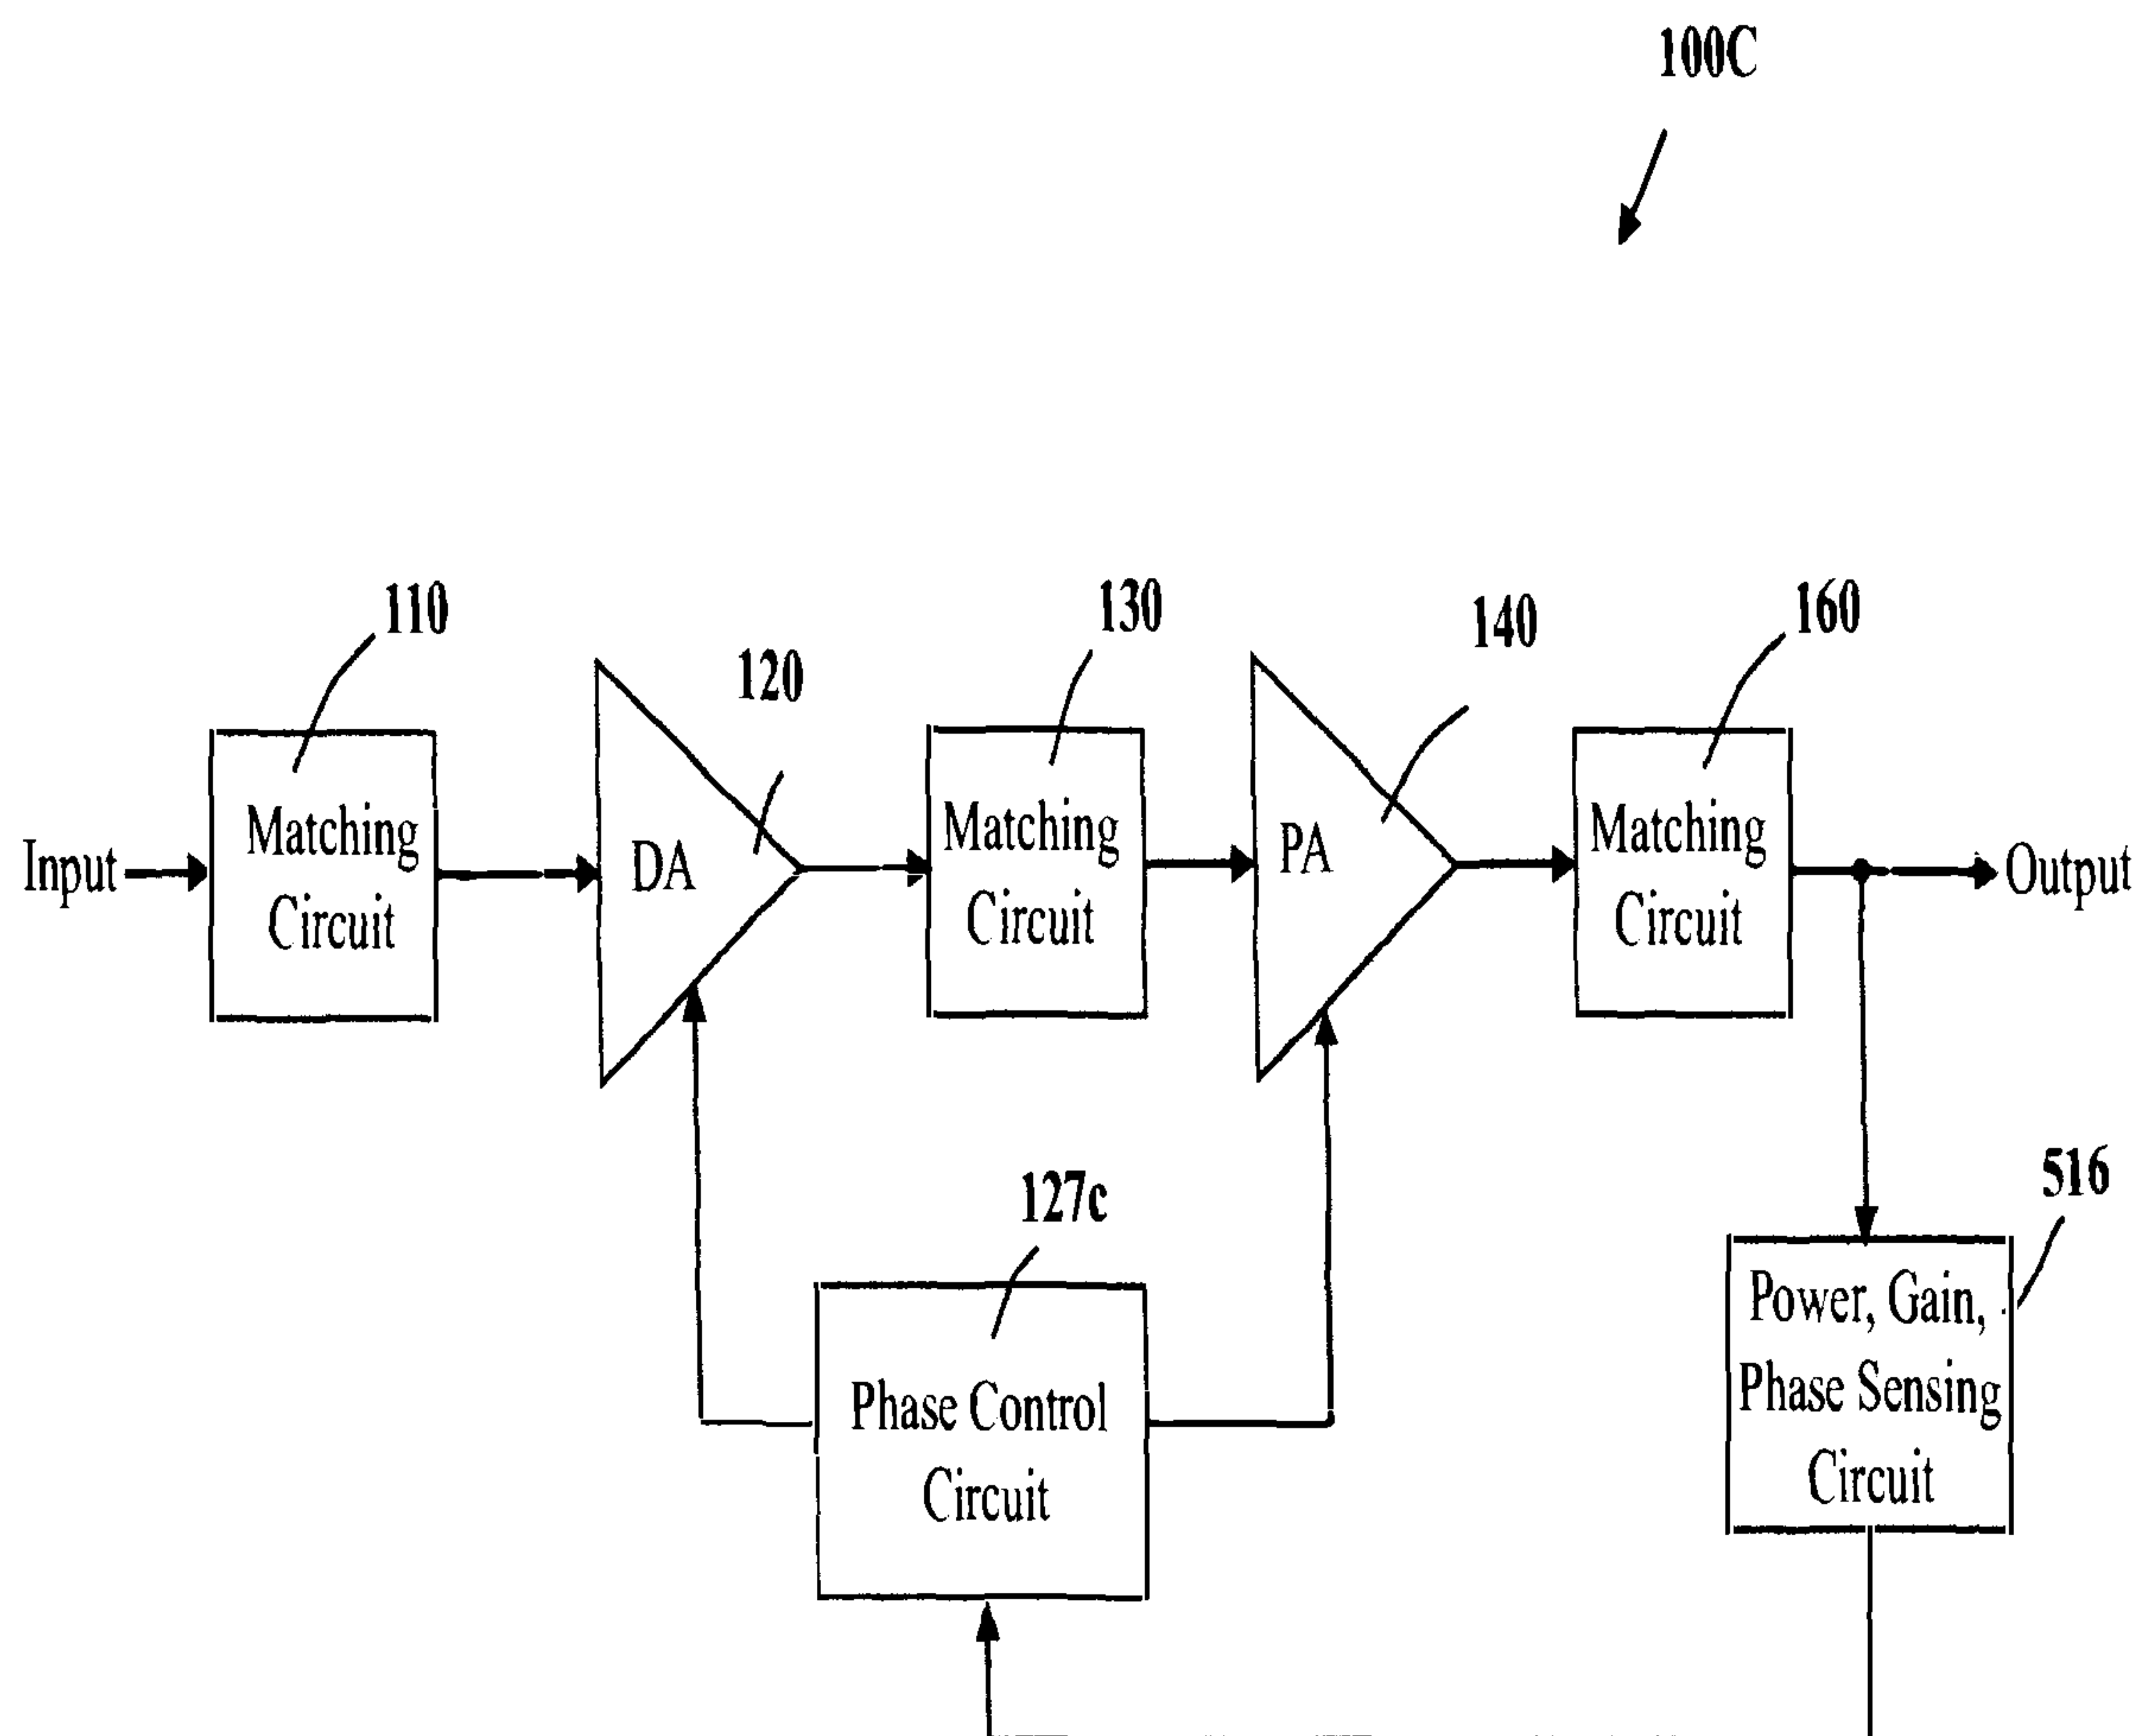 100C
110
130
140
160
120
Input
Matching
Circuit
DA
Matching
Circuit
PA
Matching
Circuit
Output
127c
516
Phase Control
Circuit
Power, Gain,
Phase Sensing
Circuit